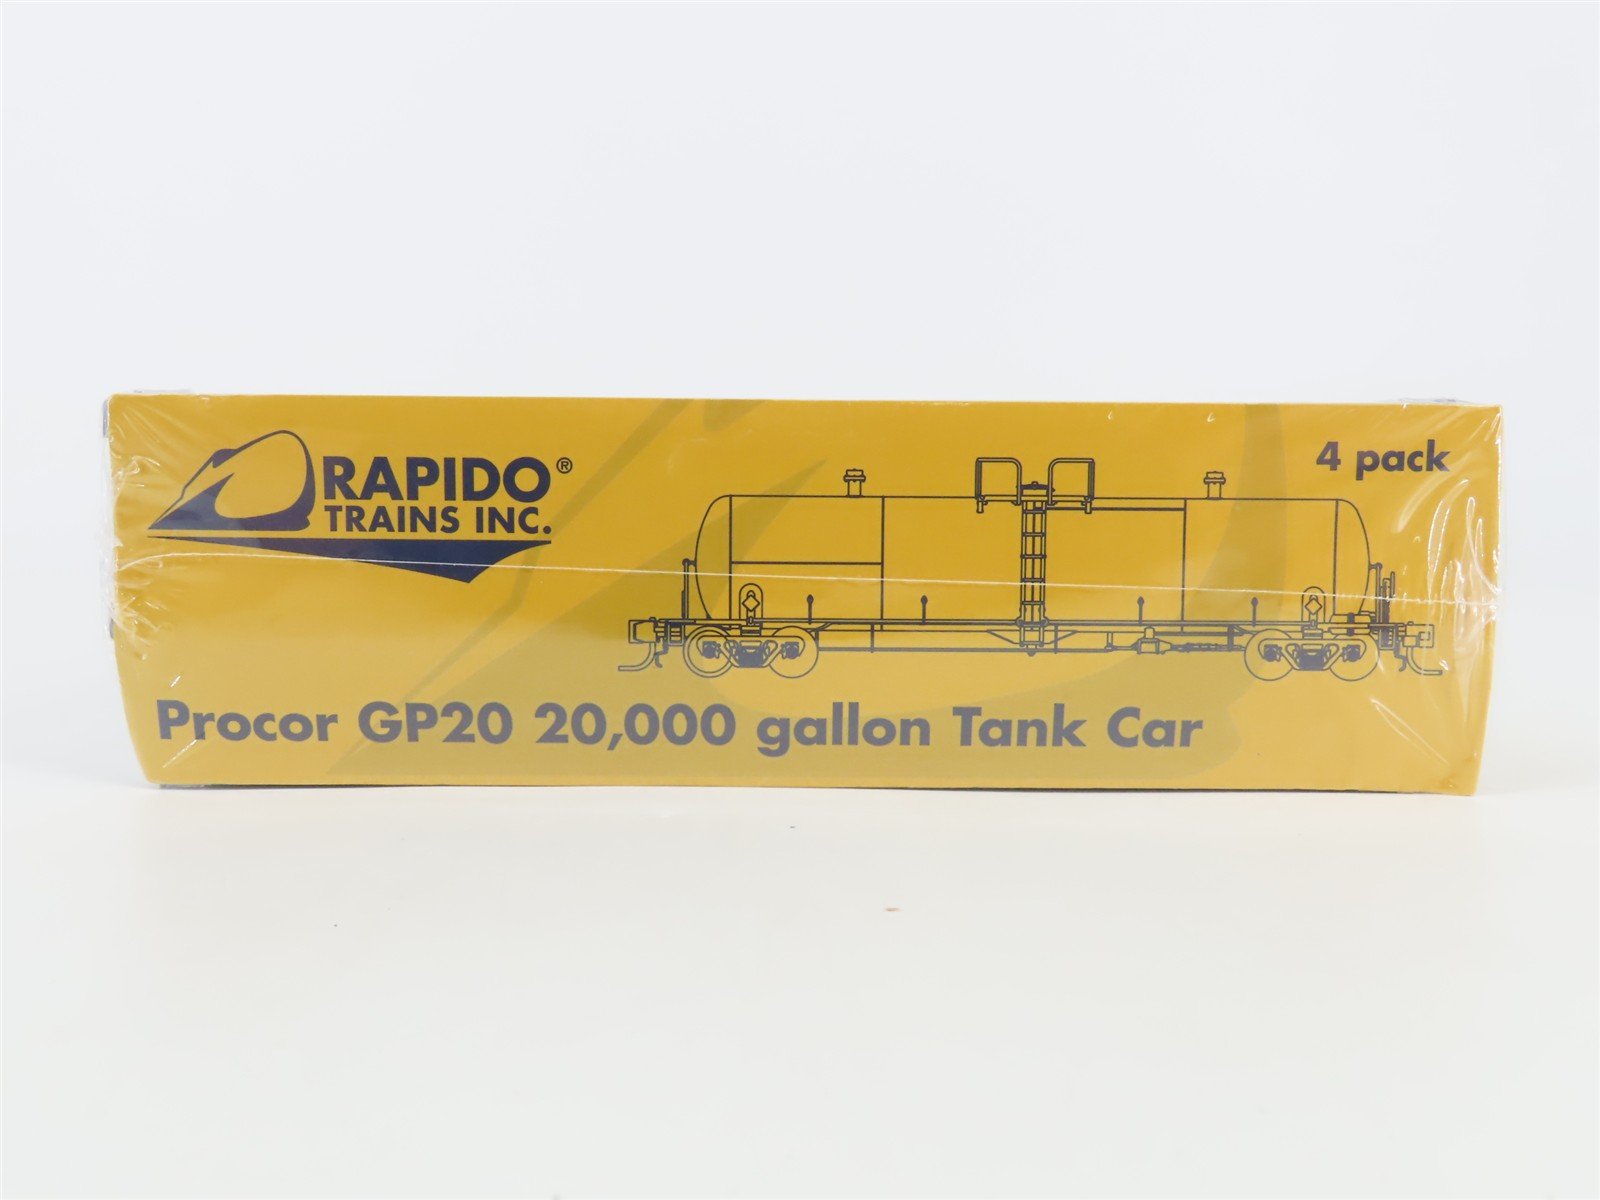 RAPIDO®
TRAINS INC.
4 pack
Procor GP20 20,000 gallon Tank Car